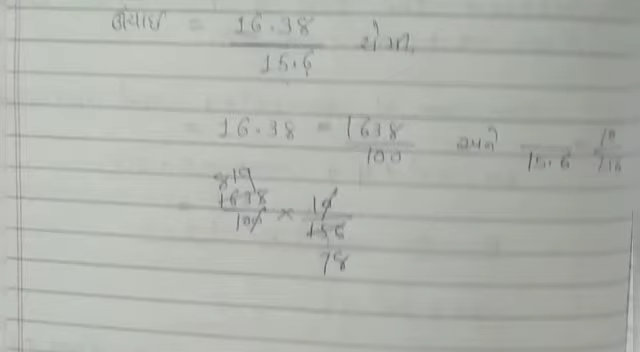 લંબાઈ = 16.38 / 15.6 સેમી.
= 16.38 = 1638 / 100 અને 15.6 = 10 / 156
= 819 1638 / 100 × 10 / 156 78